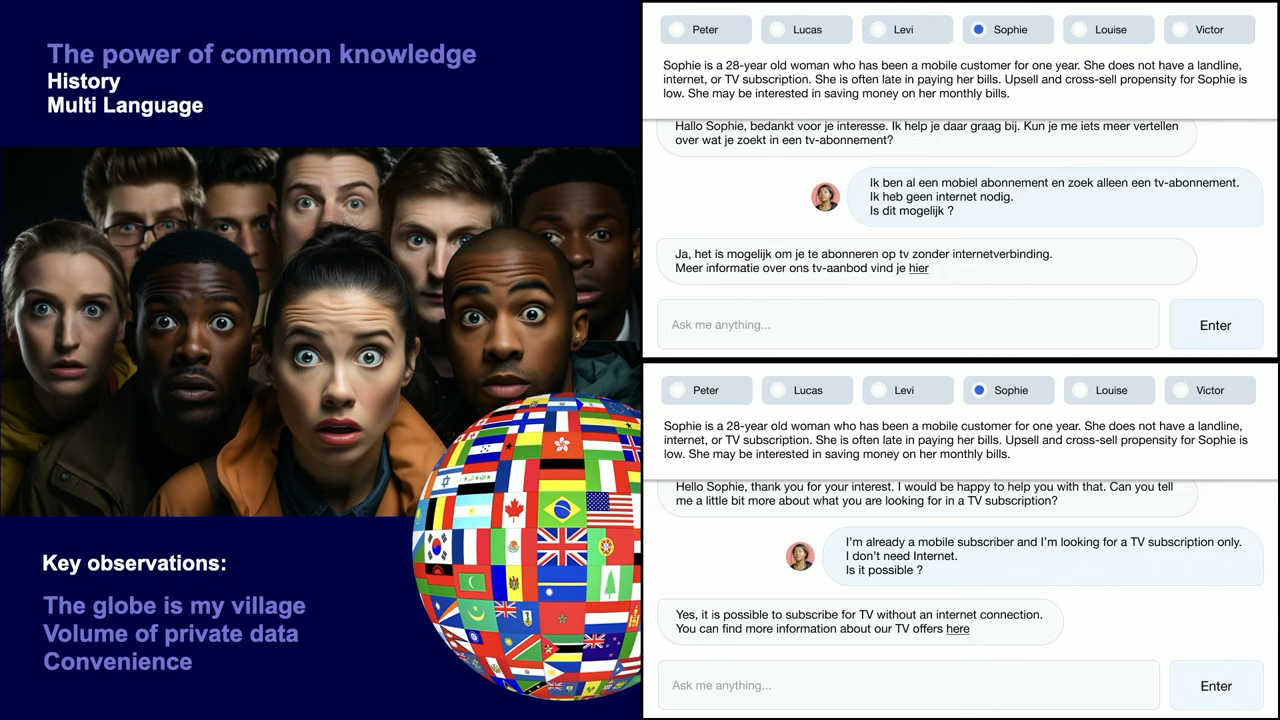 The power of common knowledge
History
Multi Language
Key observations:
The globe is my village
Volume of private data
Convenience
Peter
Lucas
Levi
Sophie
Louise
Victor
Sophie is a 28-year old woman who has been a mobile customer for one year. She does not have a landline,
internet, or TV subscription. She is often late in paying her bills. Upsell and cross-sell propensity for Sophie is
low. She may be interested in saving money on her monthly bills.
Hallo Sophie, bedankt voor je interesse. Ik help je daar graag bij. Kun je me iets meer vertellen
over wat je zoekt in een tv-abonnement?
Ik ben al een mobiel abonnement en zoek alleen een tv-abonnement.
Ik heb geen internet nodig.
Is dit mogelijk ?
Ja, het is mogelijk om je te abonneren op tv zonder internetverbinding.
Meer informatie over ons tv-aanbod vind je hier
Ask me anything...
Enter
Peter
Lucas
Levi
Sophie
Louise
Victor
Sophie is a 28-year old woman who has been a mobile customer for one year. She does not have a landline,
internet, or TV subscription. She is often late in paying her bills. Upsell and cross-sell propensity for Sophie is
low. She may be interested in saving money on her monthly bills.
Hello Sophie, thank you for your interest. I would be happy to help you with that. Can you tell
me a little bit more about what you are looking for in a TV subscription?
I'm already a mobile subscriber and I'm looking for a TV subscription only.
I don't need Internet.
Is it possible ?
Yes, it is possible to subscribe for TV without an internet connection.
You can find more information about our TV offers here
Ask me anything...
Enter